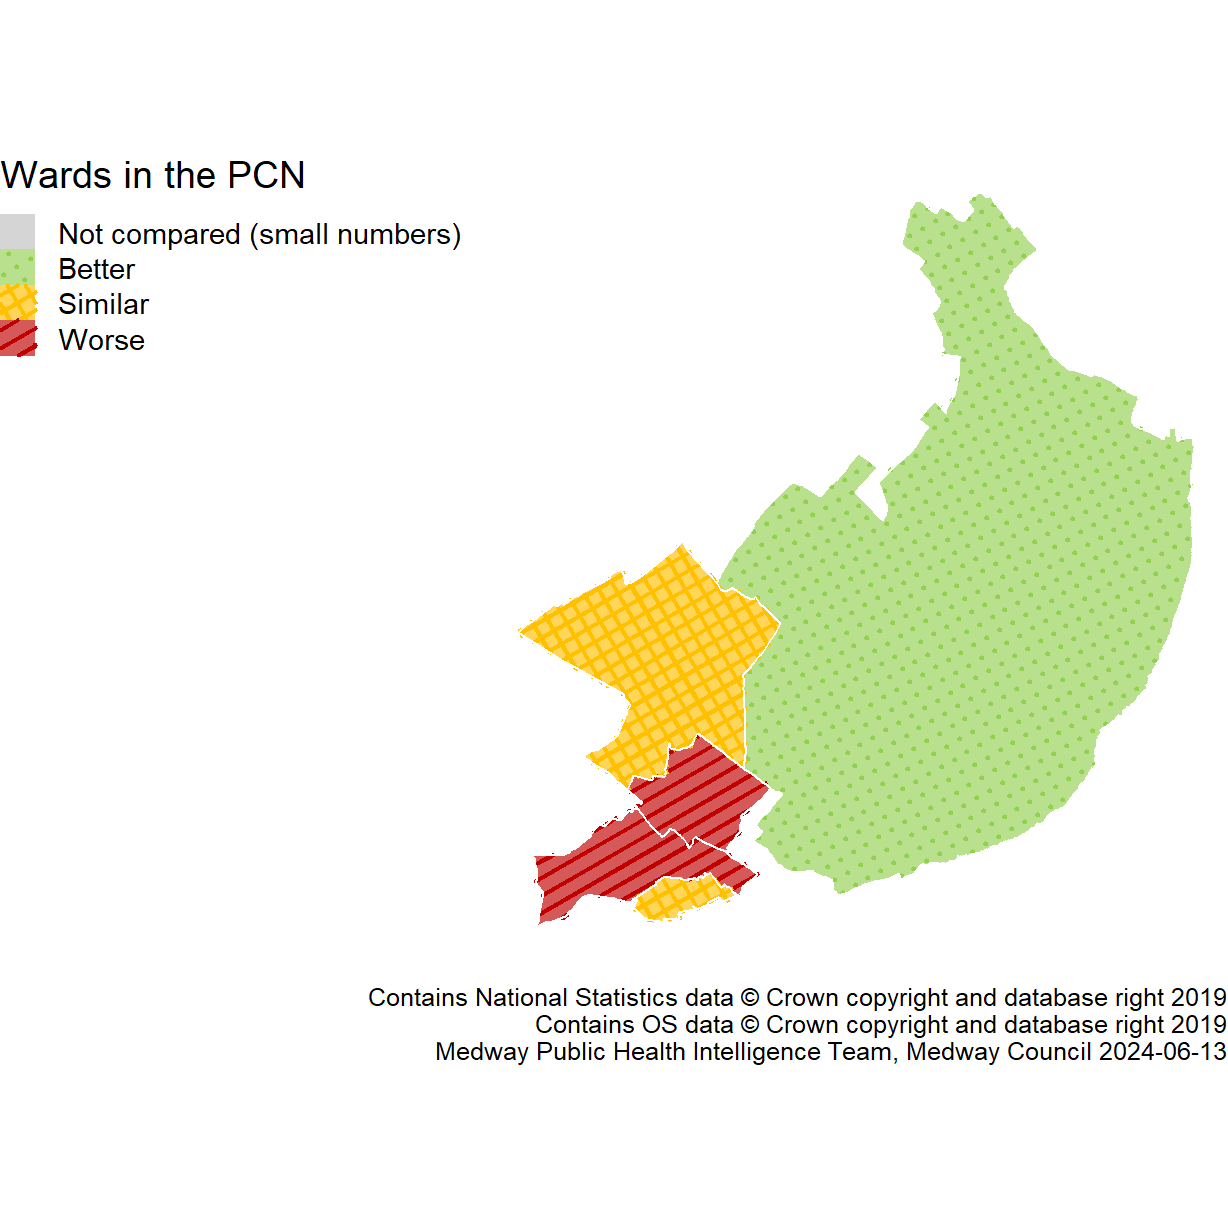 Wards in the PCN
Not compared (small numbers)
Better
Similar
Worse
Contains National Statistics data © Crown copyright and database right 2019
Contains OS data © Crown copyright and database right 2019
Medway Public Health Intelligence Team, Medway Council 2024-06-13